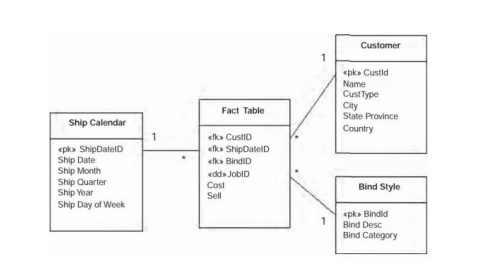 Ship Calendar
«pk» ShipDateID
Ship Date
Ship Month
Ship Quarter
Ship Year
Ship Day of Week
1
*
Fact Table
«fk» CustID
«fk» ShipDateID
«fk» BindID
«dd» JobID
Cost
Sell
1
*
Customer
«pk» CustId
Name
CustType
City
State Province
Country
*
1
Bind Style
«pk» BindId
Bind Desc
Bind Category